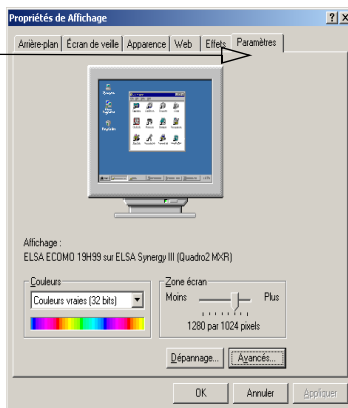 Propriétés de Affichage
Arrière-plan Écran de veille Apparence Web Effets Paramètres
Affichage :
ELSA ECOMO 19H99 sur ELSA Synergy III (Quadro2 MXR)
Couleurs
Couleurs vraies (32 bits)
Zone écran
Moins Plus
1280 par 1024 pixels
Dépannage... Avancés...
OK Annuler Appliquer